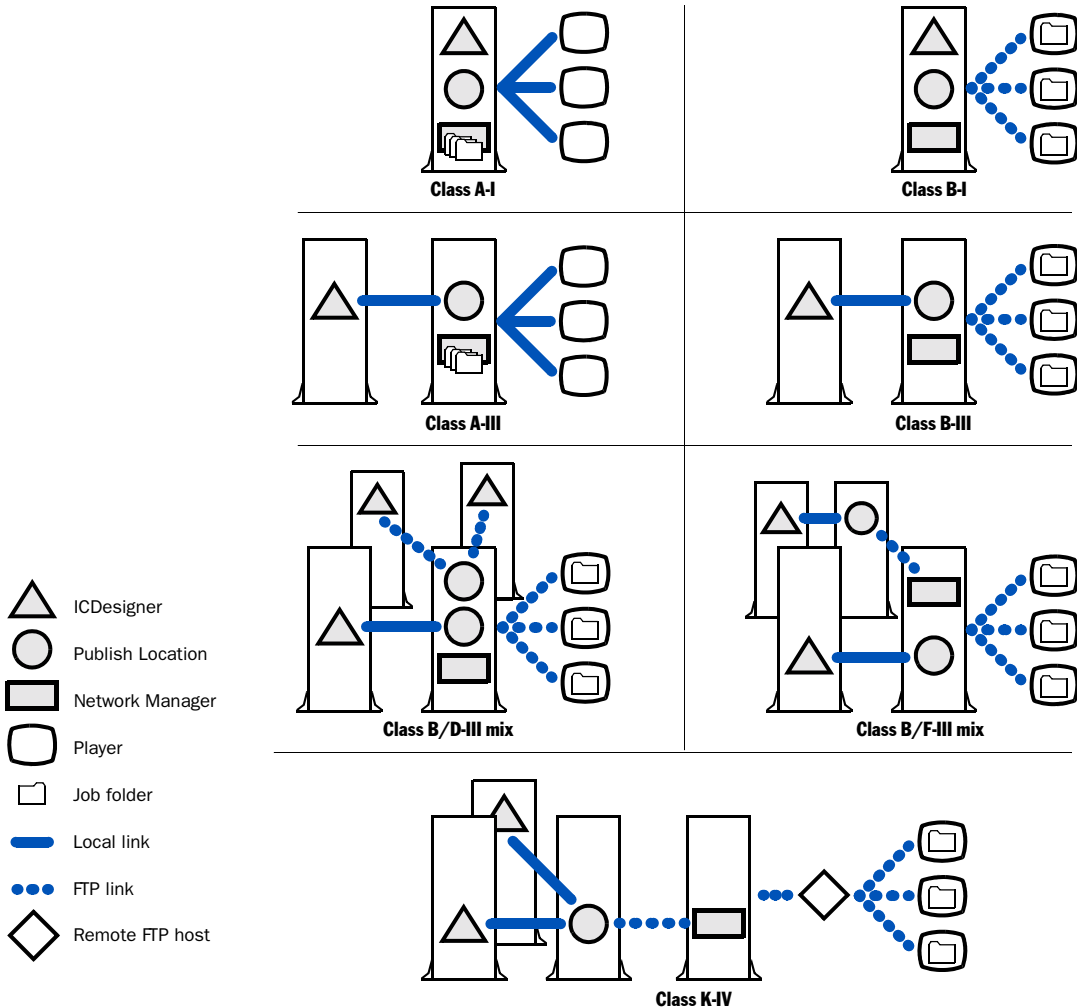 Class A-I
Class B-I
Class A-III
Class B-III
Class B/D-III mix
Class B/F-III mix
ICDesigner
Publish Location
Network Manager
Player
Job folder
Local link
FTP link
Remote FTP host
Class K-IV